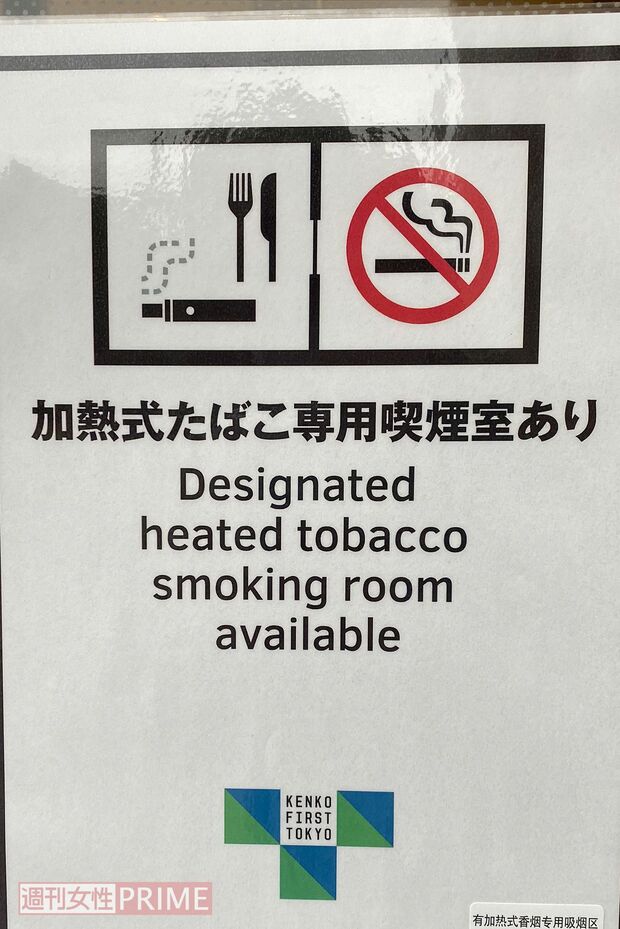 加熱式たばこ専用喫煙室あり
Designated
heated tobacco
smoking room
available
KENKO
FIRST
TOKYO
週刊女性PRIME
有加热式香烟专用吸烟区